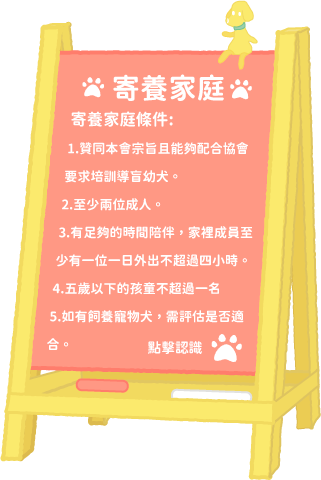 寄養家庭
寄養家庭條件:
1.贊同本會宗旨且能夠配合協會
要求培訓導盲幼犬。
2.至少兩位成人。
3.有足夠的時間陪伴，家裡成員至
少有一位一日外出不超過四小時。
4.五歲以下的孩童不超過一名
5.如有飼養寵物犬，需評估是否適
合。
點擊認識